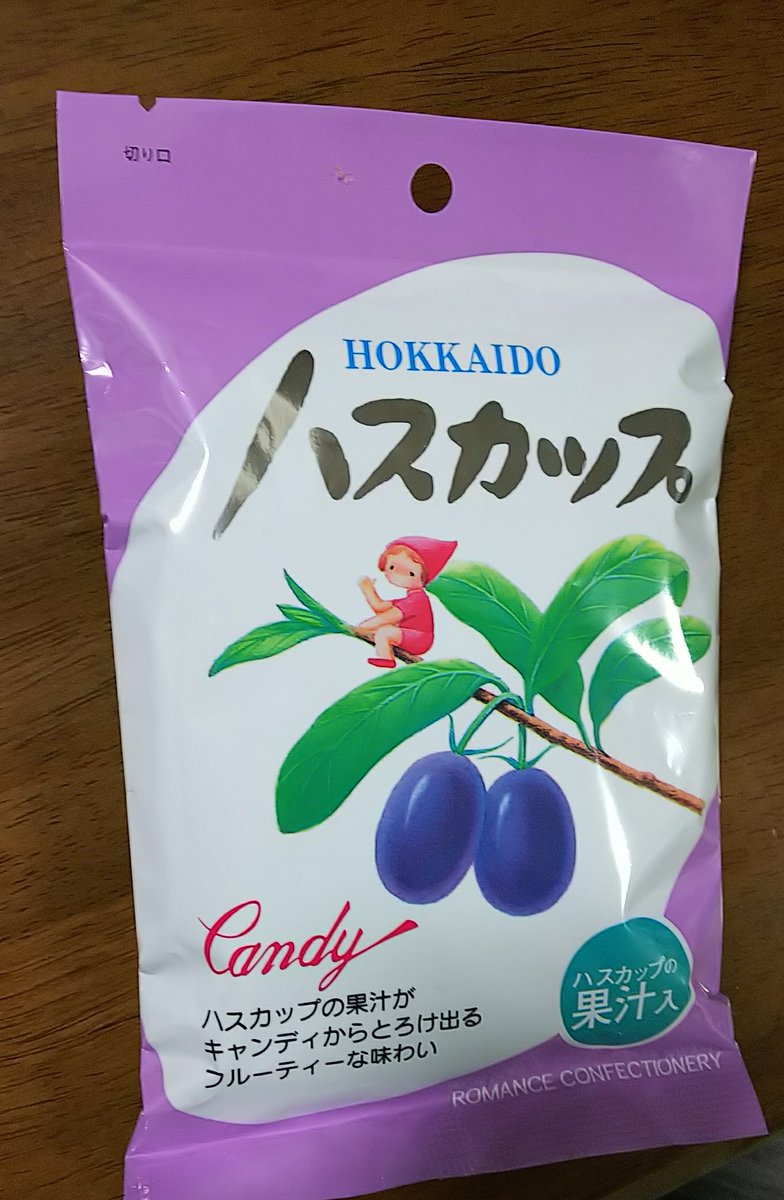 切り口
HOKKAIDO
ハスカップ
Candy
ハスカップの果汁が
キャンディからとろけ出る
フルーティーな味わい
ハスカップの
果汁入
ROMANCE CONFECTIONERY